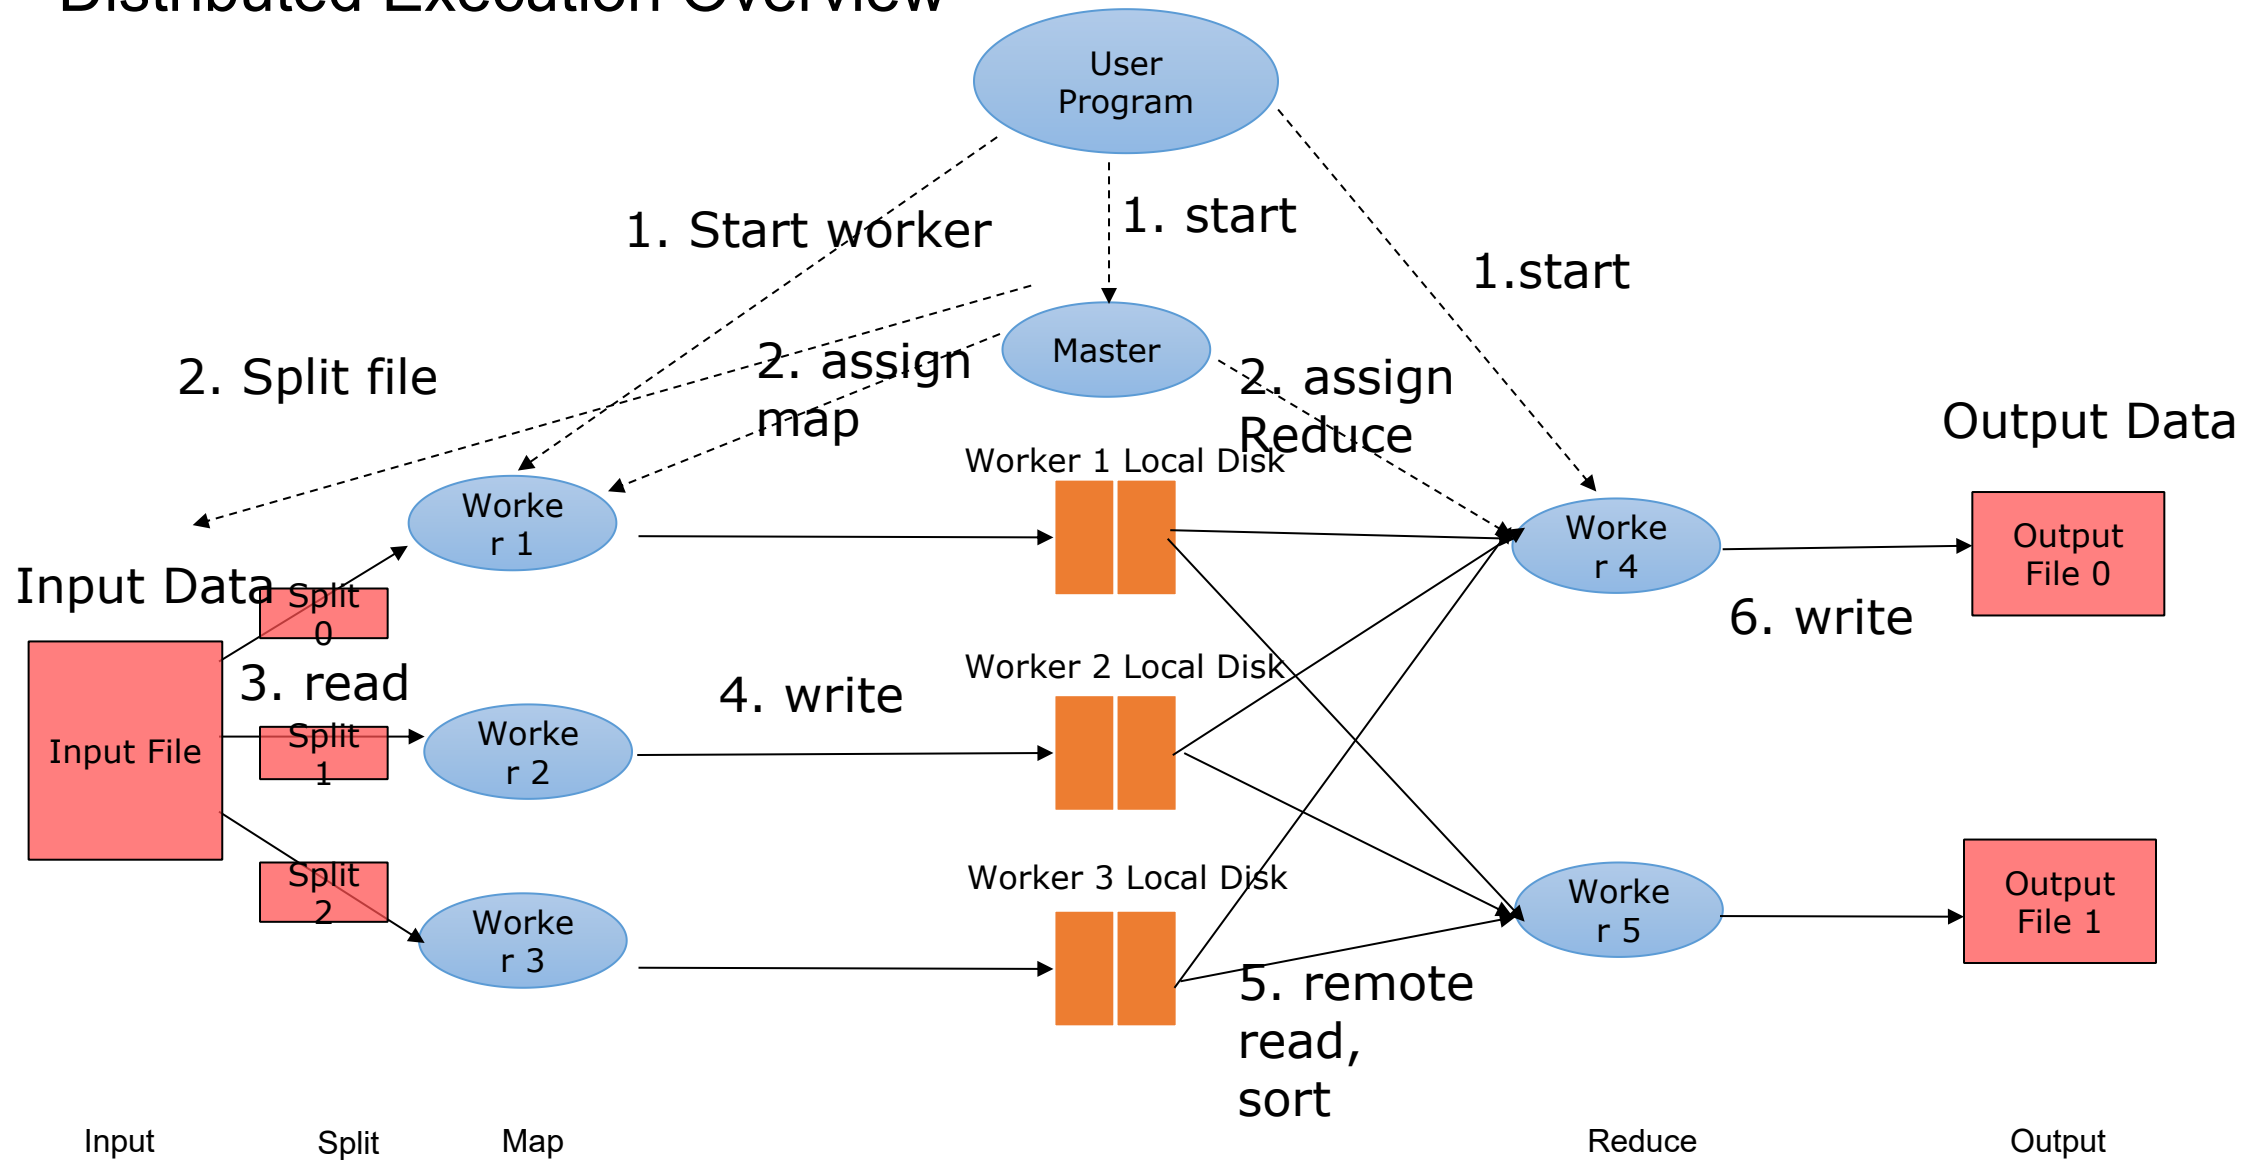 Distributed Execution Overview
User
Program
1. Start worker
1. start
1.start
Master
2. Split file
2. assign
map
2. assign
Reduce
Output Data
Worker 1 Local Disk
Worke
r 1
Worke
r 4
Output
File 0
Input Data
Split
0
6. write
3. read
Worker 2 Local Disk
4. write
Input File
Split
1
Worke
r 2
Split
2
Worker 3 Local Disk
Worke
r 3
Worke
r 5
Output
File 1
5. remote
read,
sort
Input
Split
Map
Reduce
Output